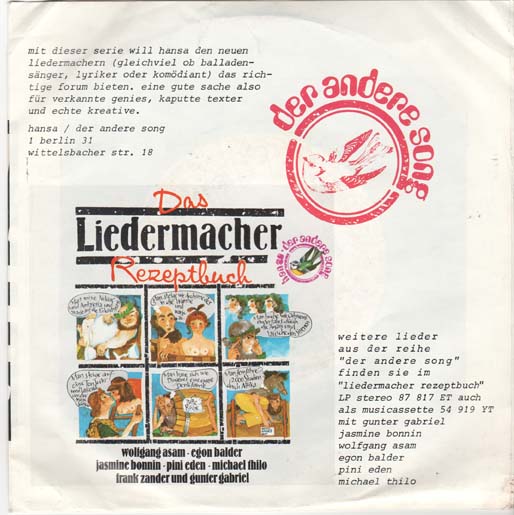 mit dieser serie will hansa den neuen
liedermachern (gleichviel ob balladen-
sänger, lyriker oder komödiant) das rich-
tige forum bieten. eine gute sache also
für verkannte genies, kaputte texter
und echte kreative.
hansa / der andere song
1 berlin 31
wittelsbacher str. 18
der andere song
Das
Liedermacher
Rezeptbuch
hansa · der andere song
wolfgang asam · egon balder
jasmine bonnin · pini eden · michael thilo
frank zander und gunter gabriel
weitere lieder
aus der reihe
"der andere song"
finden sie im
"liedermacher rezeptbuch"
LP stereo 87 817 ET auch
als musicassette 54 919 YT
mit gunter gabriel
jasmine bonnin
wolfgang asam
egon balder
pini eden
michael thilo